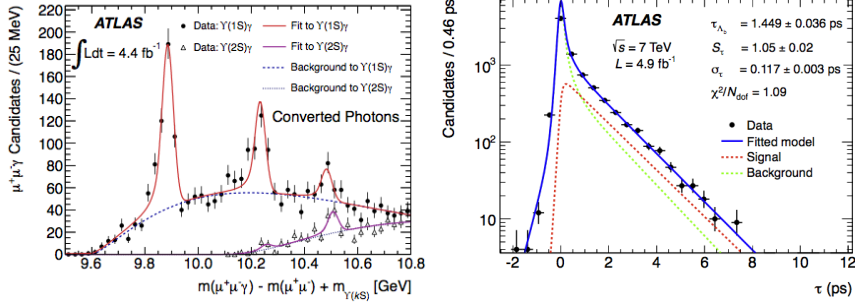 μ⁺μ⁻γ Candidates / (25 MeV)
220
200
180
160
140
120
100
80
60
40
20
0
ATLAS
∫Ldt = 4.4 fb⁻¹
Data: ϒ(1S)γ
Data: ϒ(2S)γ
Fit to ϒ(1S)γ
Fit to ϒ(2S)γ
Background to ϒ(1S)γ
Background to ϒ(2S)γ
Converted Photons
9.6 9.8 10.0 10.2 10.4 10.6 10.8
m(μ⁺μ⁻γ) - m(μ⁺μ⁻) + m_ϒ(kS) [GeV]
Candidates / 0.46 ps
10³
10²
10
ATLAS
√s = 7 TeV
L = 4.9 fb⁻¹
τ_Λb = 1.449 ± 0.036 ps
S_τ = 1.05 ± 0.02
σ_τ = 0.117 ± 0.003 ps
χ²/N_dof = 1.09
Data
Fitted model
Signal
Background
-2 0 2 4 6 8 10 12
τ (ps)